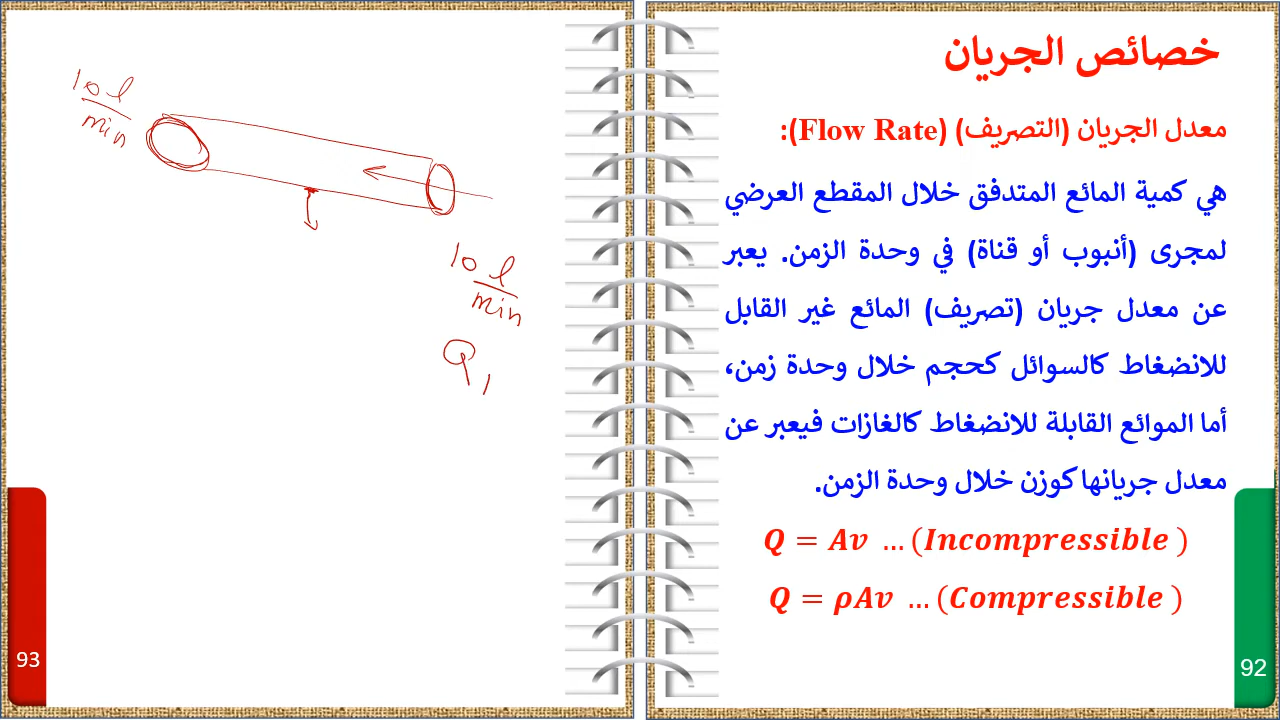 خصائص الجريان
معدل الجريان (التصريف) (Flow Rate):
هي كمية المائع المتدفق خلال المقطع العرضي
لمجرى (أنبوب أو قناة) في وحدة الزمن. يعبر
عن معدل جريان (تصريف) المائع غير القابل
للانضغاط كالسوائل كحجم خلال وحدة زمن،
أما الموائع القابلة للانضغاط كالغازات فيعبر عن
معدل جريانها كوزن خلال وحدة الزمن.
Q = Av ... (Incompressible )
Q = ρAv ... (Compressible )
92
10 l
min
10 l
min
Q1
93